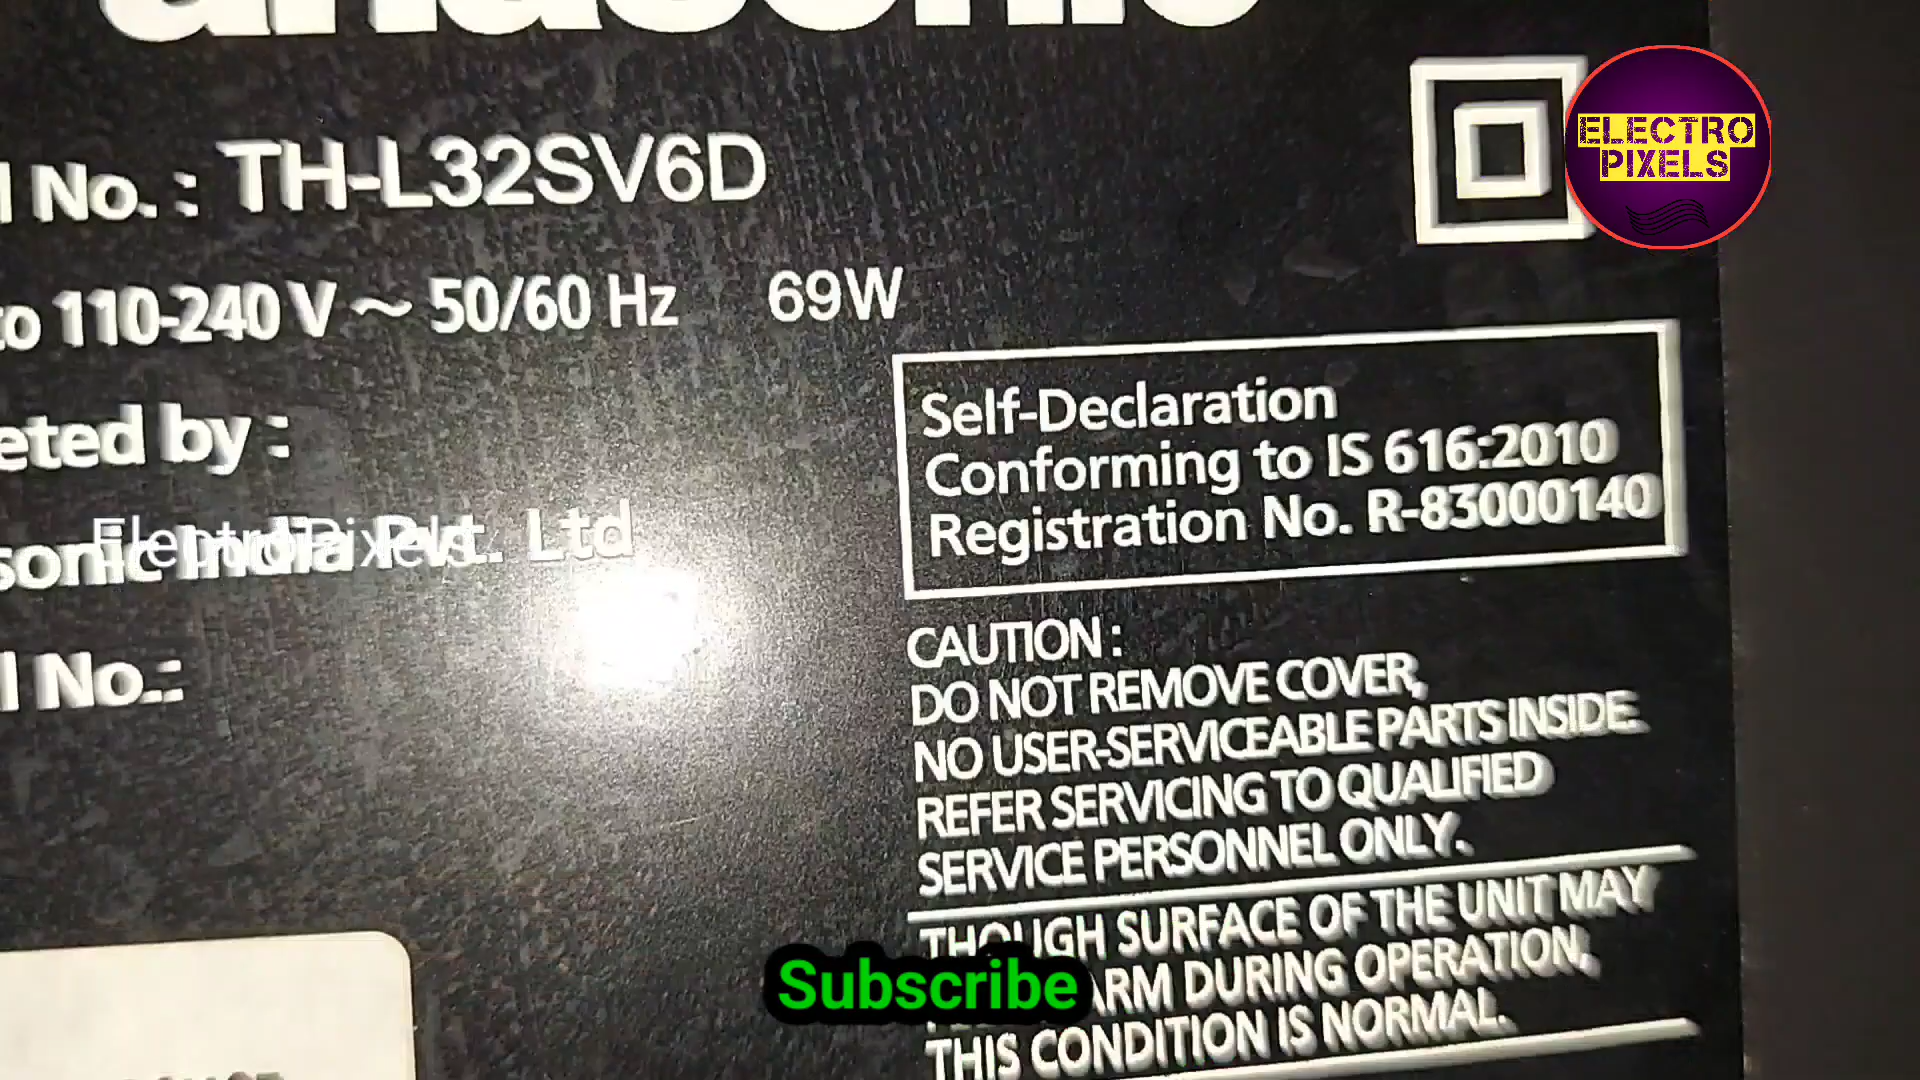 anasonic
l No. : TH-L32SV6D
to 110-240 V ~ 50/60 Hz 69W
eted by :
sonic India Pvt. Ltd
ElectroPixels
l No.:
ELECTRO
PIXELS
Self-Declaration
Conforming to IS 616:2010
Registration No. R-83000140
CAUTION :
DO NOT REMOVE COVER,
NO USER-SERVICEABLE PARTS INSIDE.
REFER SERVICING TO QUALIFIED
SERVICE PERSONNEL ONLY.
THOUGH SURFACE OF THE UNIT MAY
ARM DURING OPERATION,
THIS CONDITION IS NORMAL.
Subscribe